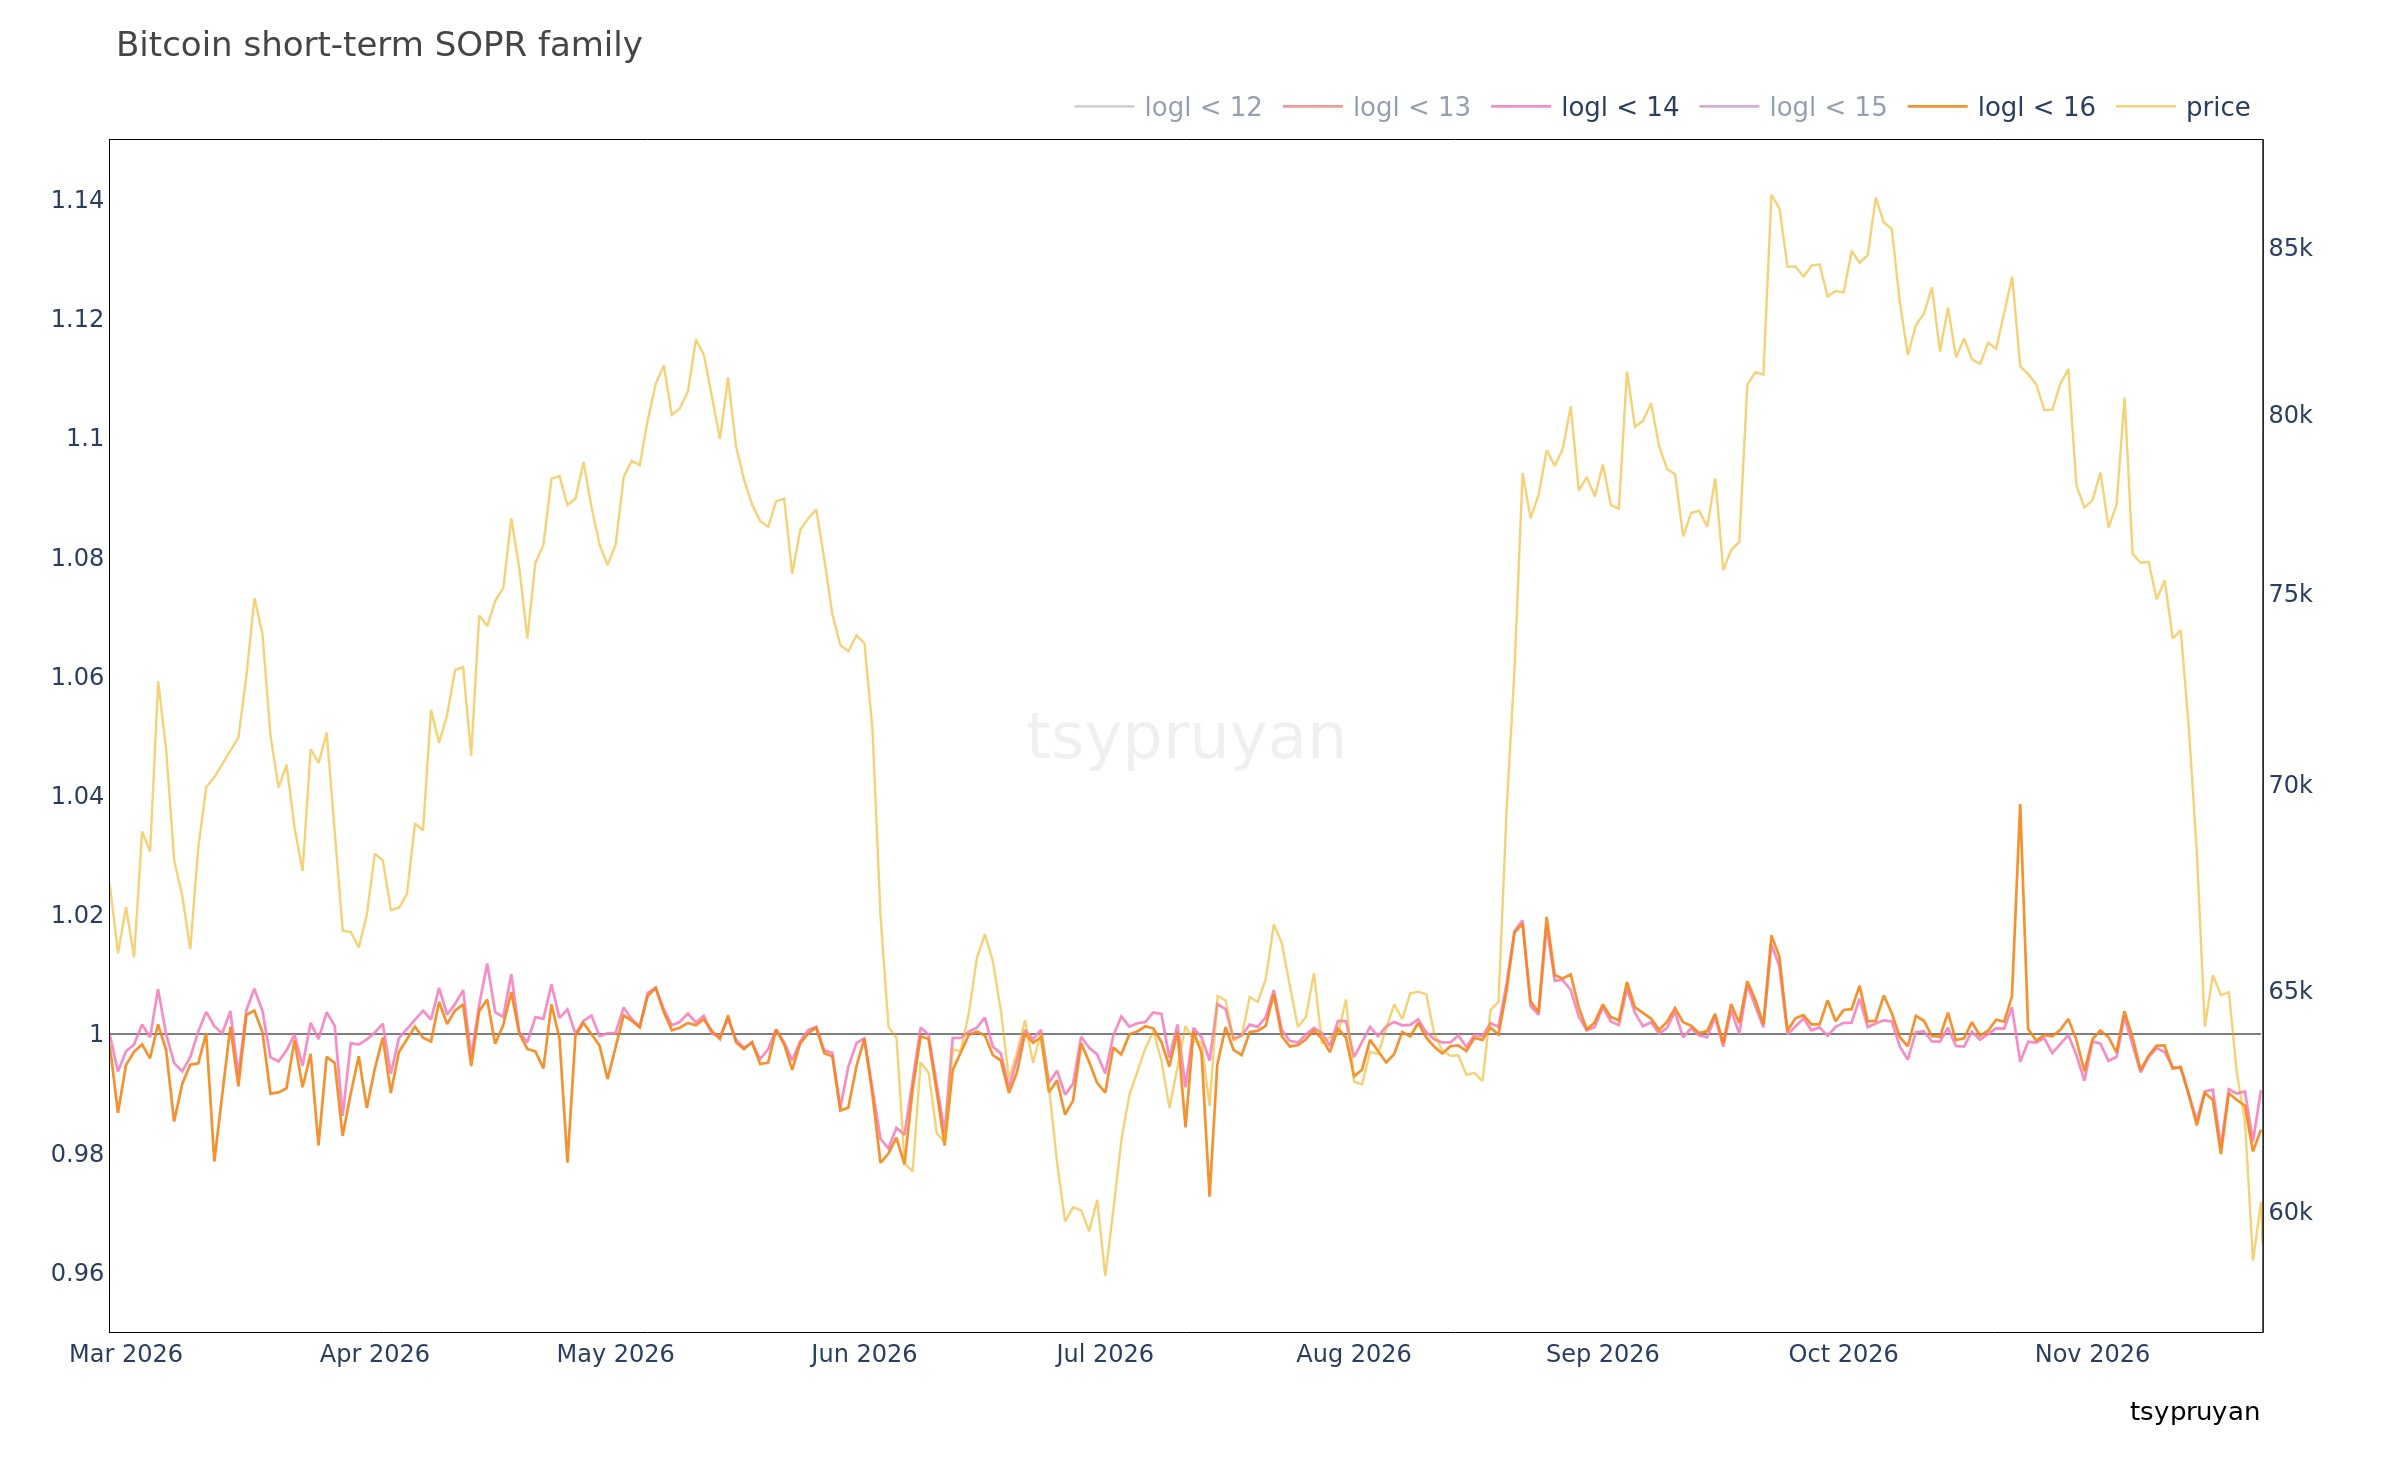 Bitcoin short-term SOPR family
logl < 12 logl < 13 logl < 14 logl < 15 logl < 16 price
1.14
1.12
1.1
1.08
1.06
1.04
1.02
1
0.98
0.96
85k
80k
75k
70k
65k
60k
tsypruyan
Mar 2026 Apr 2026 May 2026 Jun 2026 Jul 2026 Aug 2026 Sep 2026 Oct 2026 Nov 2026
tsypruyan